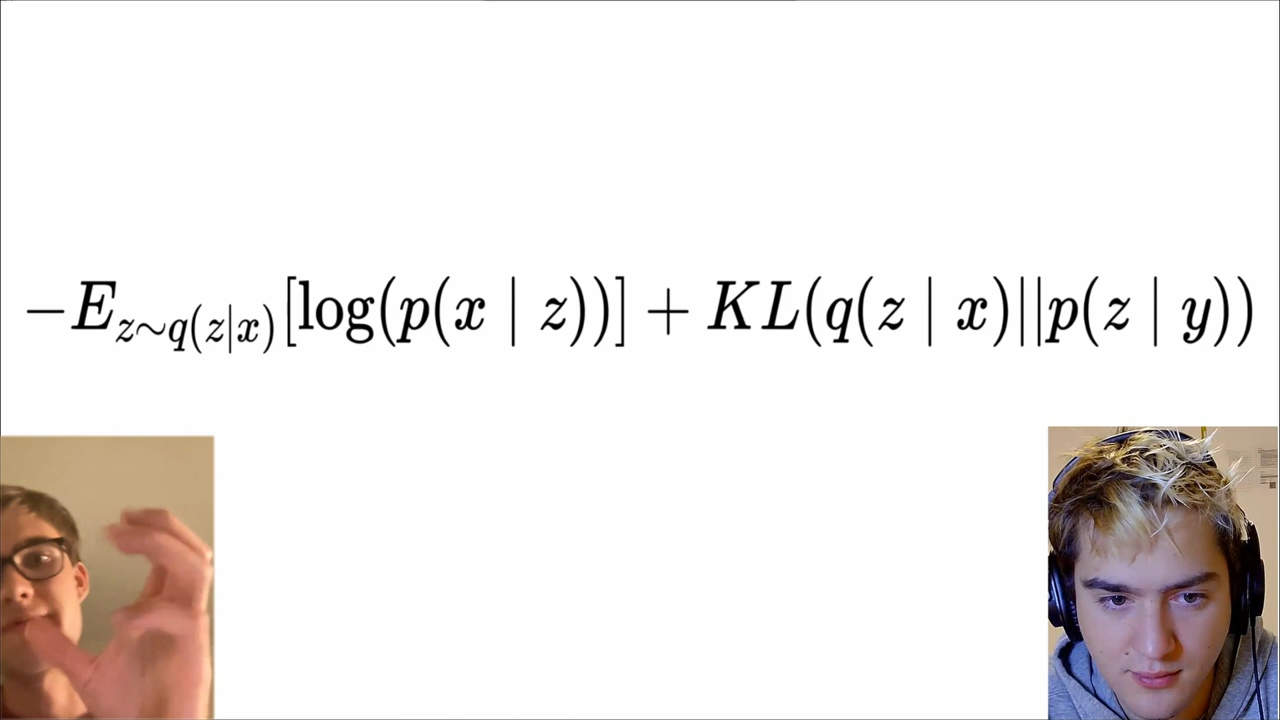 −E_{z∼q(z|x)}[log(p(x | z))] + KL(q(z | x)||p(z | y))